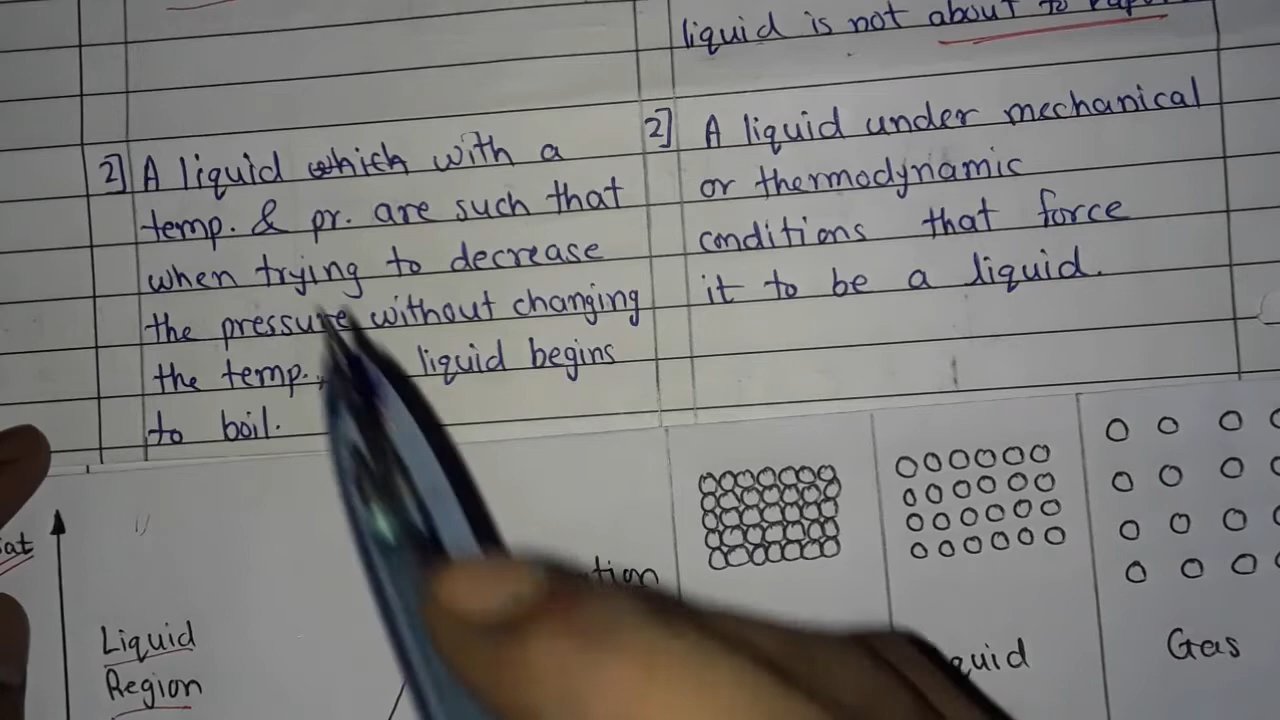 liquid is not about to
2] A liquid with a
temp. & pr. are such that
when trying to decrease
the pressure without changing
the temp., liquid begins
to boil.
2] A liquid under mechanical
or thermodynamic
conditions that force
it to be a liquid.
Liquid
Region
Gas